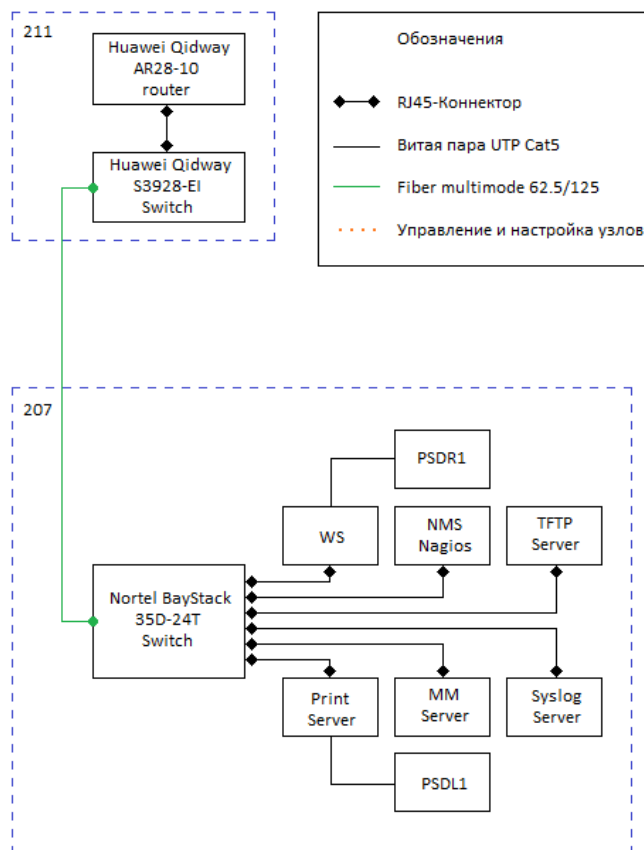 211
Huawei Qidway
AR28-10
router
Huawei Qidway
S3928-EI
Switch
Обозначения
RJ45-Коннектор
Витая пара UTP Cat5
Fiber multimode 62.5/125
Управление и настройка узлов
207
PSDR1
WS
NMS
Nagios
TFTP
Server
Nortel BayStack
35D-24T
Switch
Print
Server
MM
Server
Syslog
Server
PSDL1